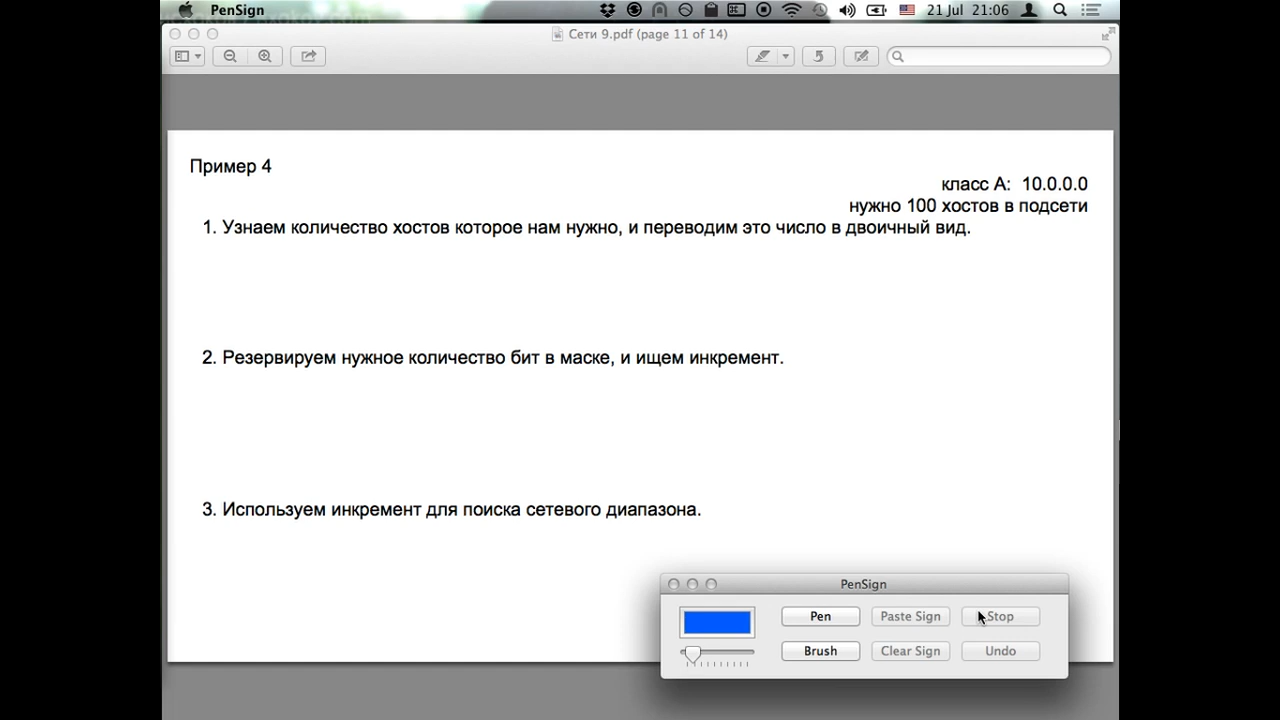 PenSign
21 Jul 21:06
Сети 9.pdf (page 11 of 14)
Пример 4
класс А: 10.0.0.0
нужно 100 хостов в подсети
1. Узнаем количество хостов которое нам нужно, и переводим это число в двоичный вид.
2. Резервируем нужное количество бит в маске, и ищем инкремент.
3. Используем инкремент для поиска сетевого диапазона.
PenSign
Pen
Paste Sign
Stop
Brush
Clear Sign
Undo